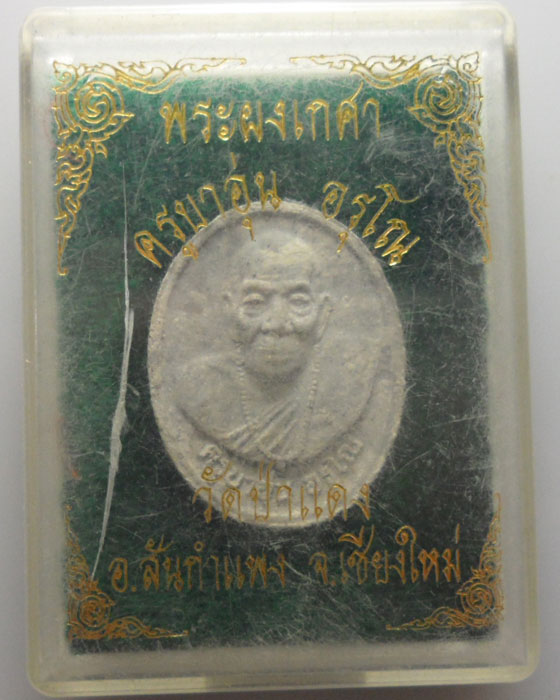 พระผงเกศา
ครูบาอุ่น อรุโณ
วัดป่าแดง
อ.สันกำแพง จ.เชียงใหม่